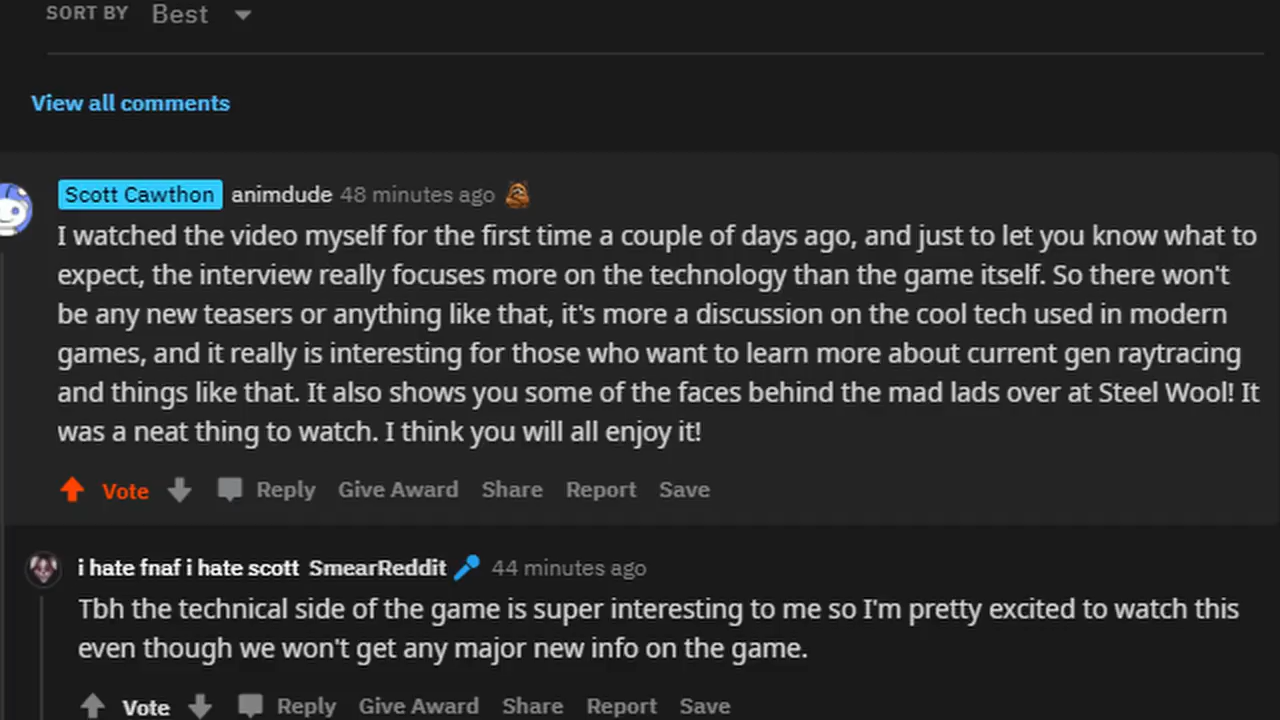 SORT BY Best
View all comments
Scott Cawthon animdude 48 minutes ago
I watched the video myself for the first time a couple of days ago, and just to let you know what to
expect, the interview really focuses more on the technology than the game itself. So there won't
be any new teasers or anything like that, it's more a discussion on the cool tech used in modern
games, and it really is interesting for those who want to learn more about current gen raytracing
and things like that. It also shows you some of the faces behind the mad lads over at Steel Wool! It
was a neat thing to watch. I think you will all enjoy it!
Vote Reply Give Award Share Report Save
i hate fnaf i hate scott SmearReddit 44 minutes ago
Tbh the technical side of the game is super interesting to me so I'm pretty excited to watch this
even though we won't get any major new info on the game.
Vote Reply Give Award Share Report Save